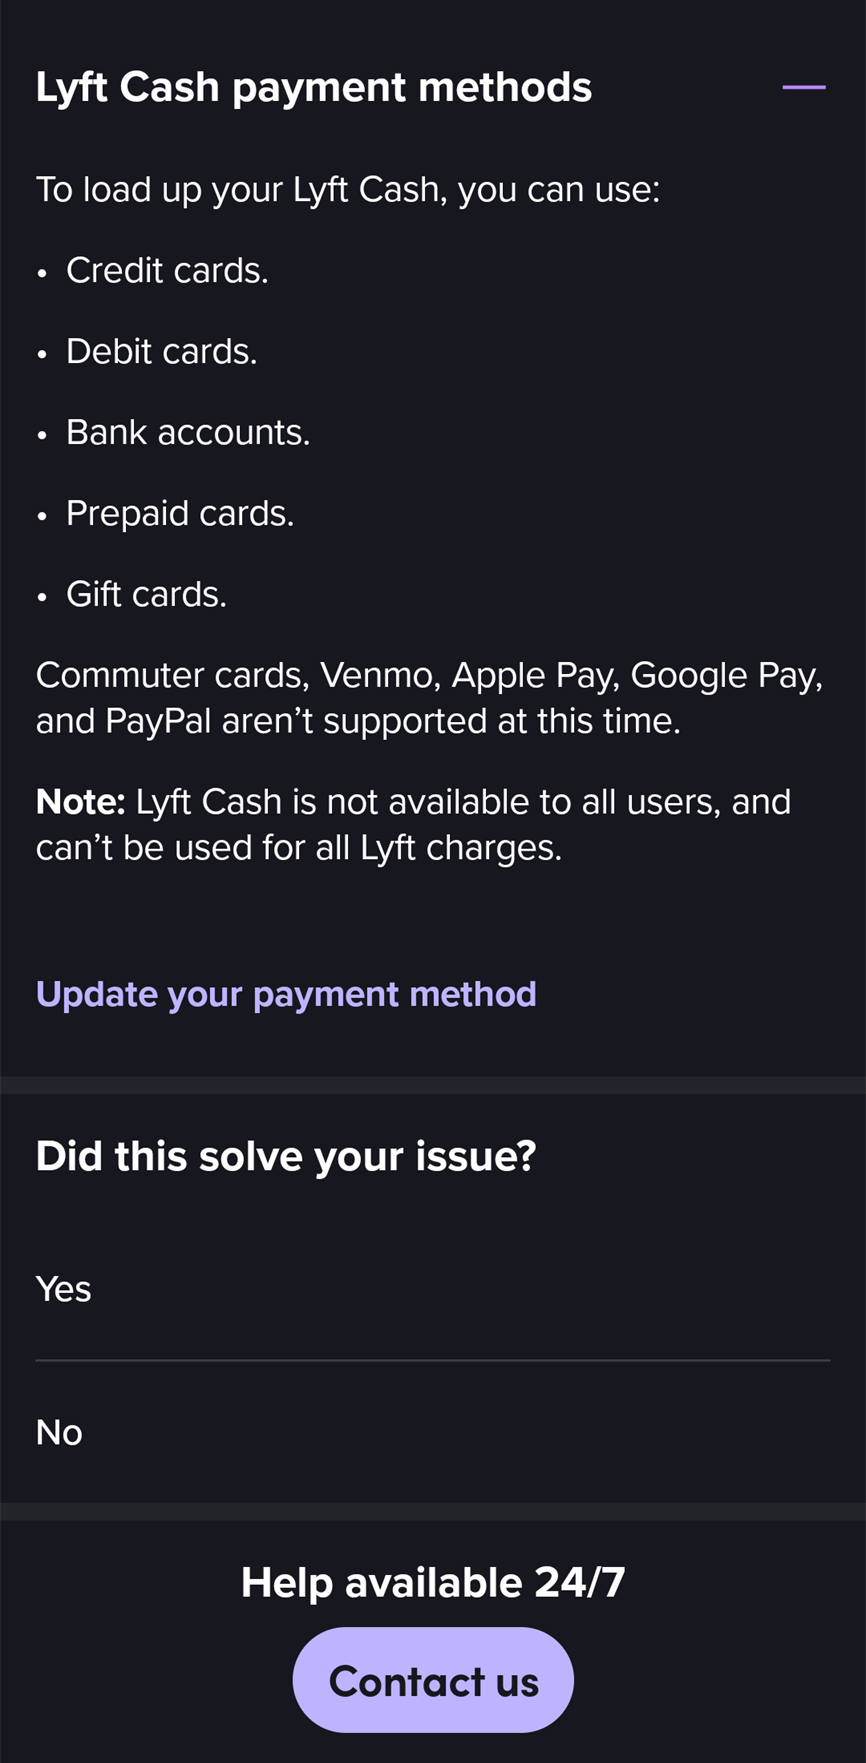 Lyft Cash payment methods
To load up your Lyft Cash, you can use:
• Credit cards.
• Debit cards.
• Bank accounts.
• Prepaid cards.
• Gift cards.
Commuter cards, Venmo, Apple Pay, Google Pay,
and PayPal aren’t supported at this time.
Note: Lyft Cash is not available to all users, and
can’t be used for all Lyft charges.
Update your payment method
Did this solve your issue?
Yes
No
Help available 24/7
Contact us